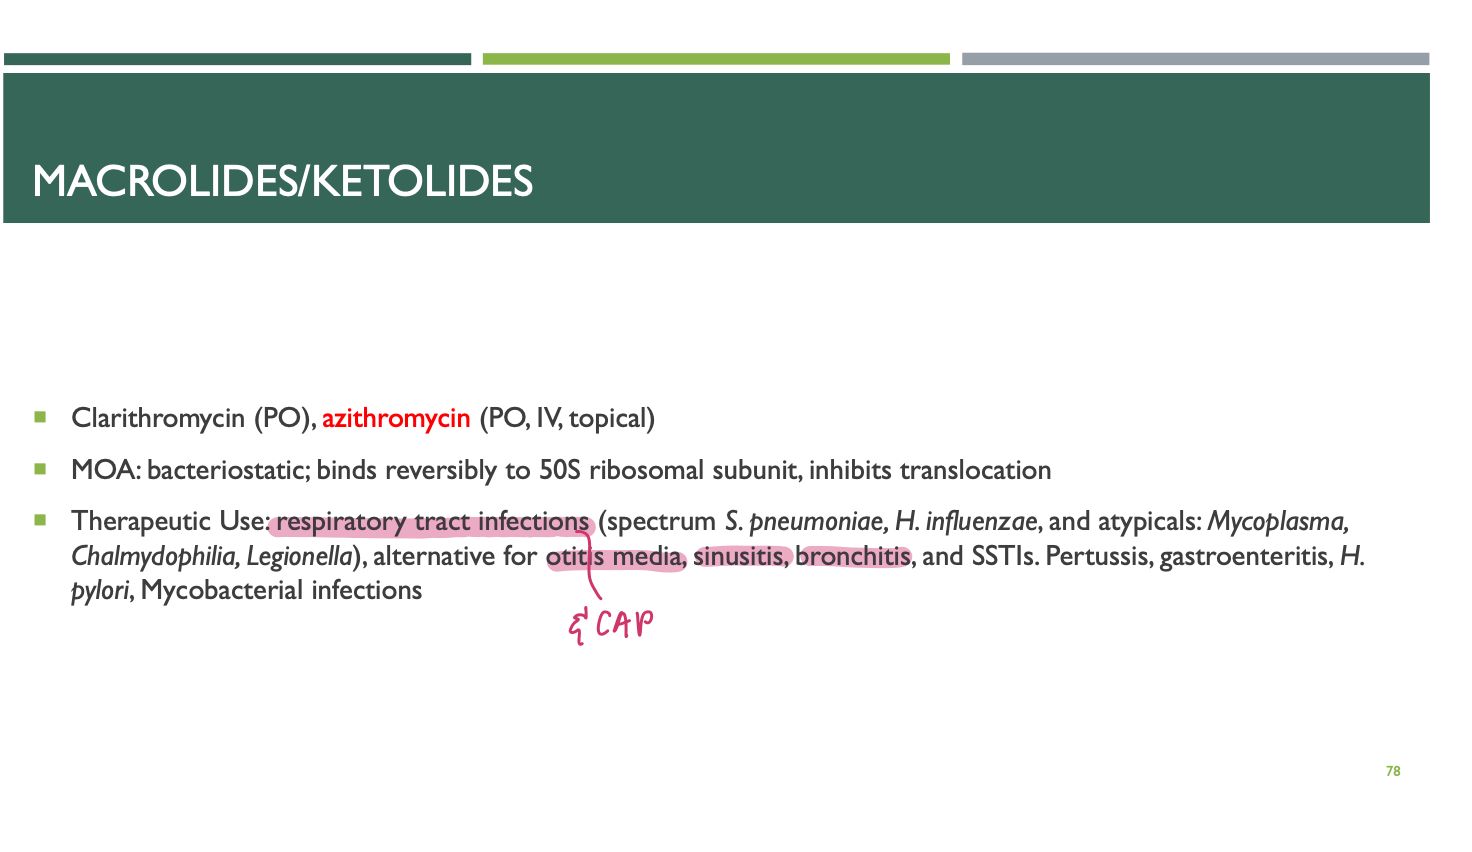 MACROLIDES/KETOLIDES
▪ Clarithromycin (PO), azithromycin (PO, IV, topical)
▪ MOA: bacteriostatic; binds reversibly to 50S ribosomal subunit, inhibits translocation
▪ Therapeutic Use: respiratory tract infections (spectrum S. pneumoniae, H. influenzae, and atypicals: Mycoplasma,
Chalmydophilia, Legionella), alternative for otitis media, sinusitis, bronchitis, and SSTIs. Pertussis, gastroenteritis, H.
pylori, Mycobacterial infections
& CAP
78